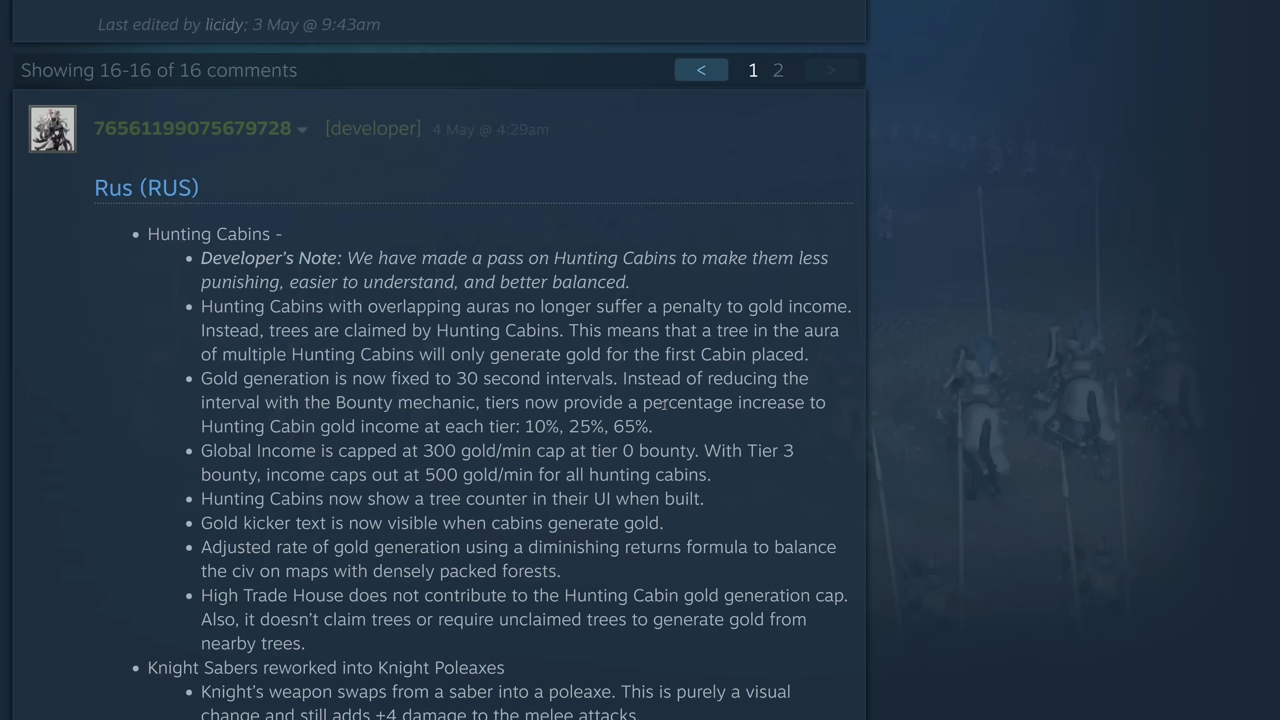 Last edited by licidy; 3 May @ 9:43am
Showing 16-16 of 16 comments
< 1 2 >
76561199075679728 [developer] 4 May @ 4:29am
Rus (RUS)
Hunting Cabins -
Developer's Note: We have made a pass on Hunting Cabins to make them less
punishing, easier to understand, and better balanced.
Hunting Cabins with overlapping auras no longer suffer a penalty to gold income.
Instead, trees are claimed by Hunting Cabins. This means that a tree in the aura
of multiple Hunting Cabins will only generate gold for the first Cabin placed.
Gold generation is now fixed to 30 second intervals. Instead of reducing the
interval with the Bounty mechanic, tiers now provide a percentage increase to
Hunting Cabin gold income at each tier: 10%, 25%, 65%.
Global Income is capped at 300 gold/min cap at tier 0 bounty. With Tier 3
bounty, income caps out at 500 gold/min for all hunting cabins.
Hunting Cabins now show a tree counter in their UI when built.
Gold kicker text is now visible when cabins generate gold.
Adjusted rate of gold generation using a diminishing returns formula to balance
the civ on maps with densely packed forests.
High Trade House does not contribute to the Hunting Cabin gold generation cap.
Also, it doesn't claim trees or require unclaimed trees to generate gold from
nearby trees.
Knight Sabers reworked into Knight Poleaxes
Knight's weapon swaps from a saber into a poleaxe. This is purely a visual
change and still adds +4 damage to the melee attacks.